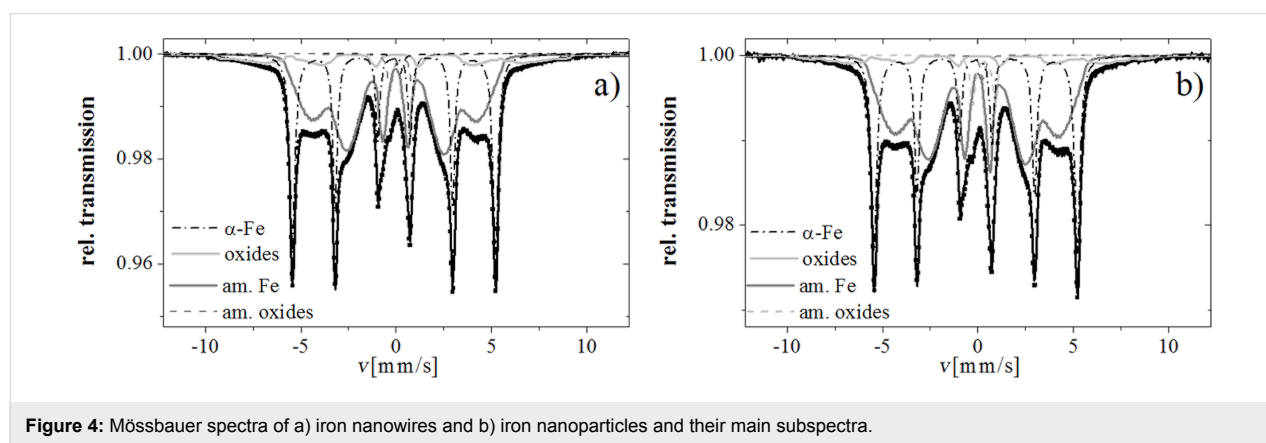 1.00
0.98
0.96
rel. transmission
a)
α-Fe
oxides
am. Fe
am. oxides
-10 -5 0 5 10
v[mm/s]
1.00
0.98
rel. transmission
b)
α-Fe
oxides
am. Fe
am. oxides
-10 -5 0 5 10
v[mm/s]
Figure 4: Mössbauer spectra of a) iron nanowires and b) iron nanoparticles and their main subspectra.